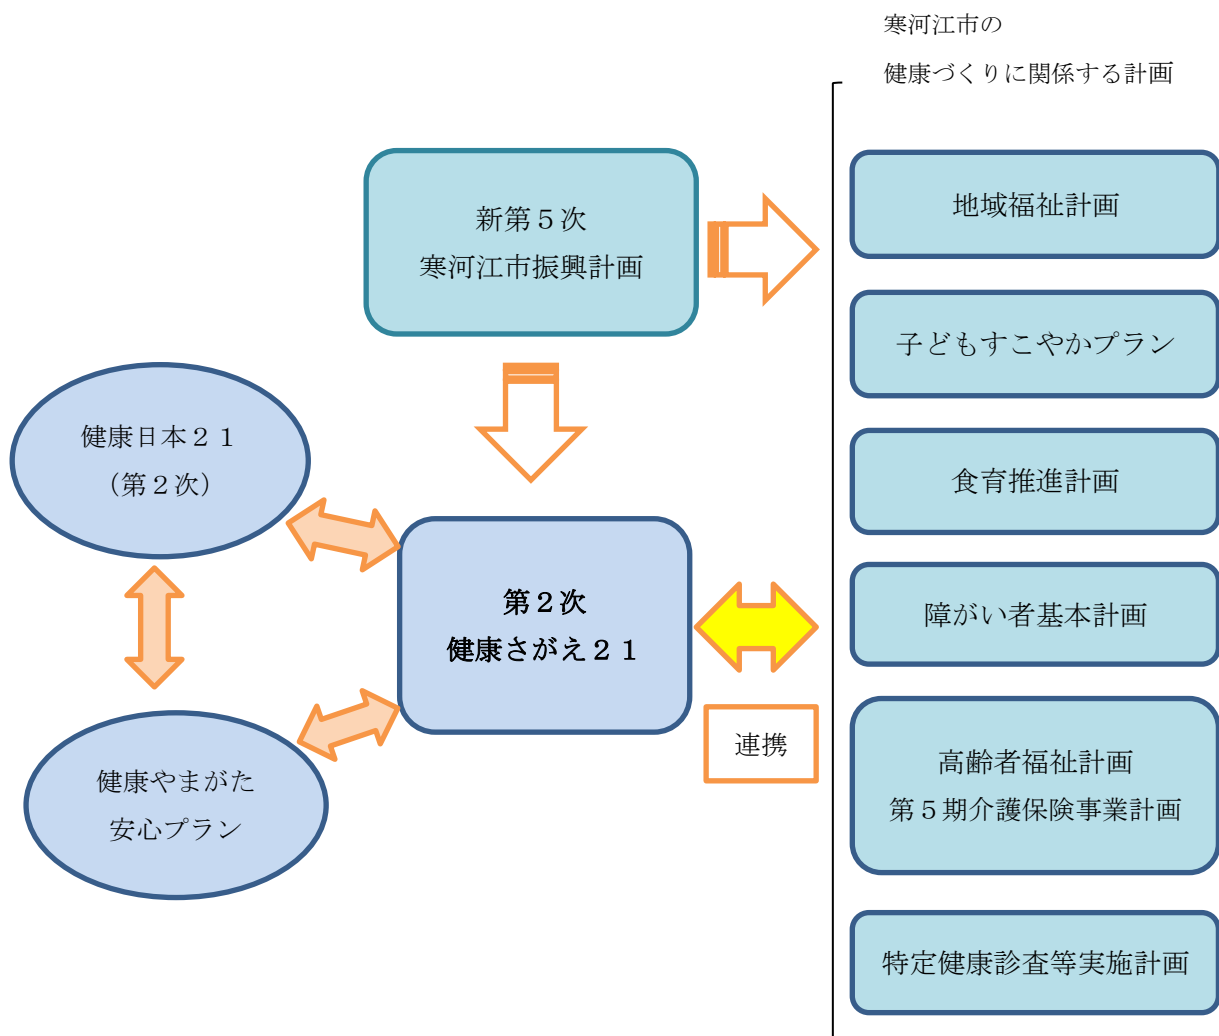 寒河江市の
健康づくりに関係する計画
新第５次
寒河江市振興計画
健康日本２１
（第２次）
第２次
健康さがえ２１
健康やまがた
安心プラン
連携
地域福祉計画
子どもすこやかプラン
食育推進計画
障がい者基本計画
高齢者福祉計画
第５期介護保険事業計画
特定健康診査等実施計画